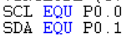 SCL EQU P0.0
SDA EQU P0.1